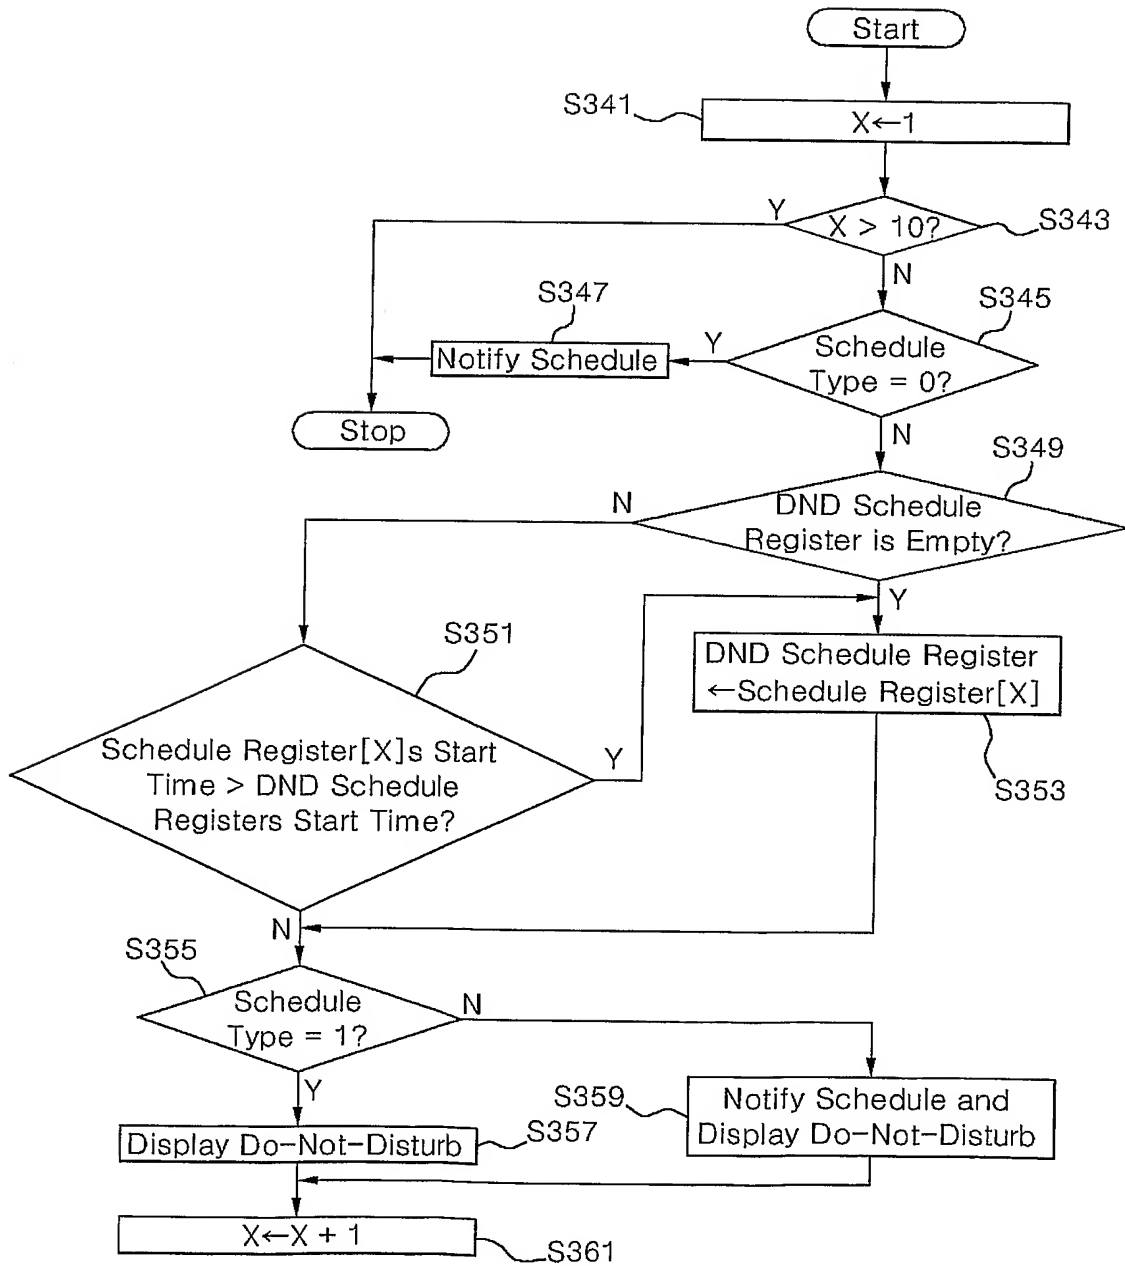 Start
S341
X←1
Y
X > 10?
S343
N
S347
S345
Notify Schedule
Y
Schedule
Type = 0?
Stop
N
S349
N
DND Schedule
Register is Empty?
Y
S351
DND Schedule Register
←Schedule Register[X]
Schedule Register[X]s Start
Time > DND Schedule
Registers Start Time?
Y
S353
N
S355
Schedule
Type = 1?
N
Y
S359
Notify Schedule and
Display Do-Not-Disturb
Display Do-Not-Disturb
S357
X←X + 1
S361